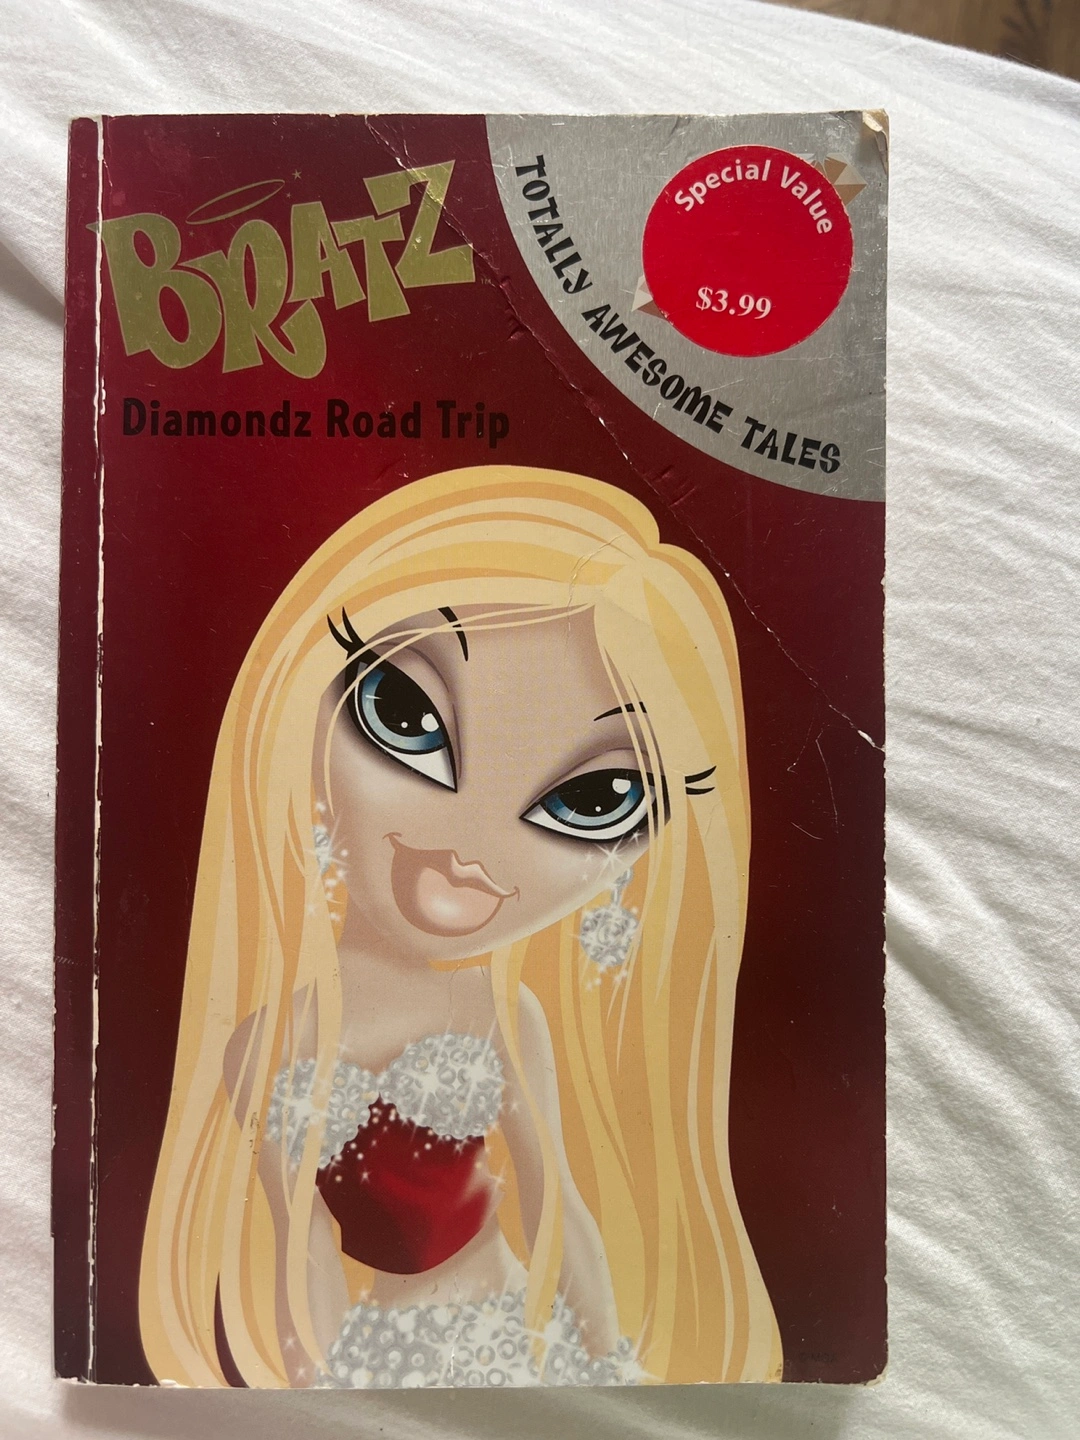 BRATZ
TOTALLY AWESOME TALES
Special Value
$3.99
Diamondz Road Trip